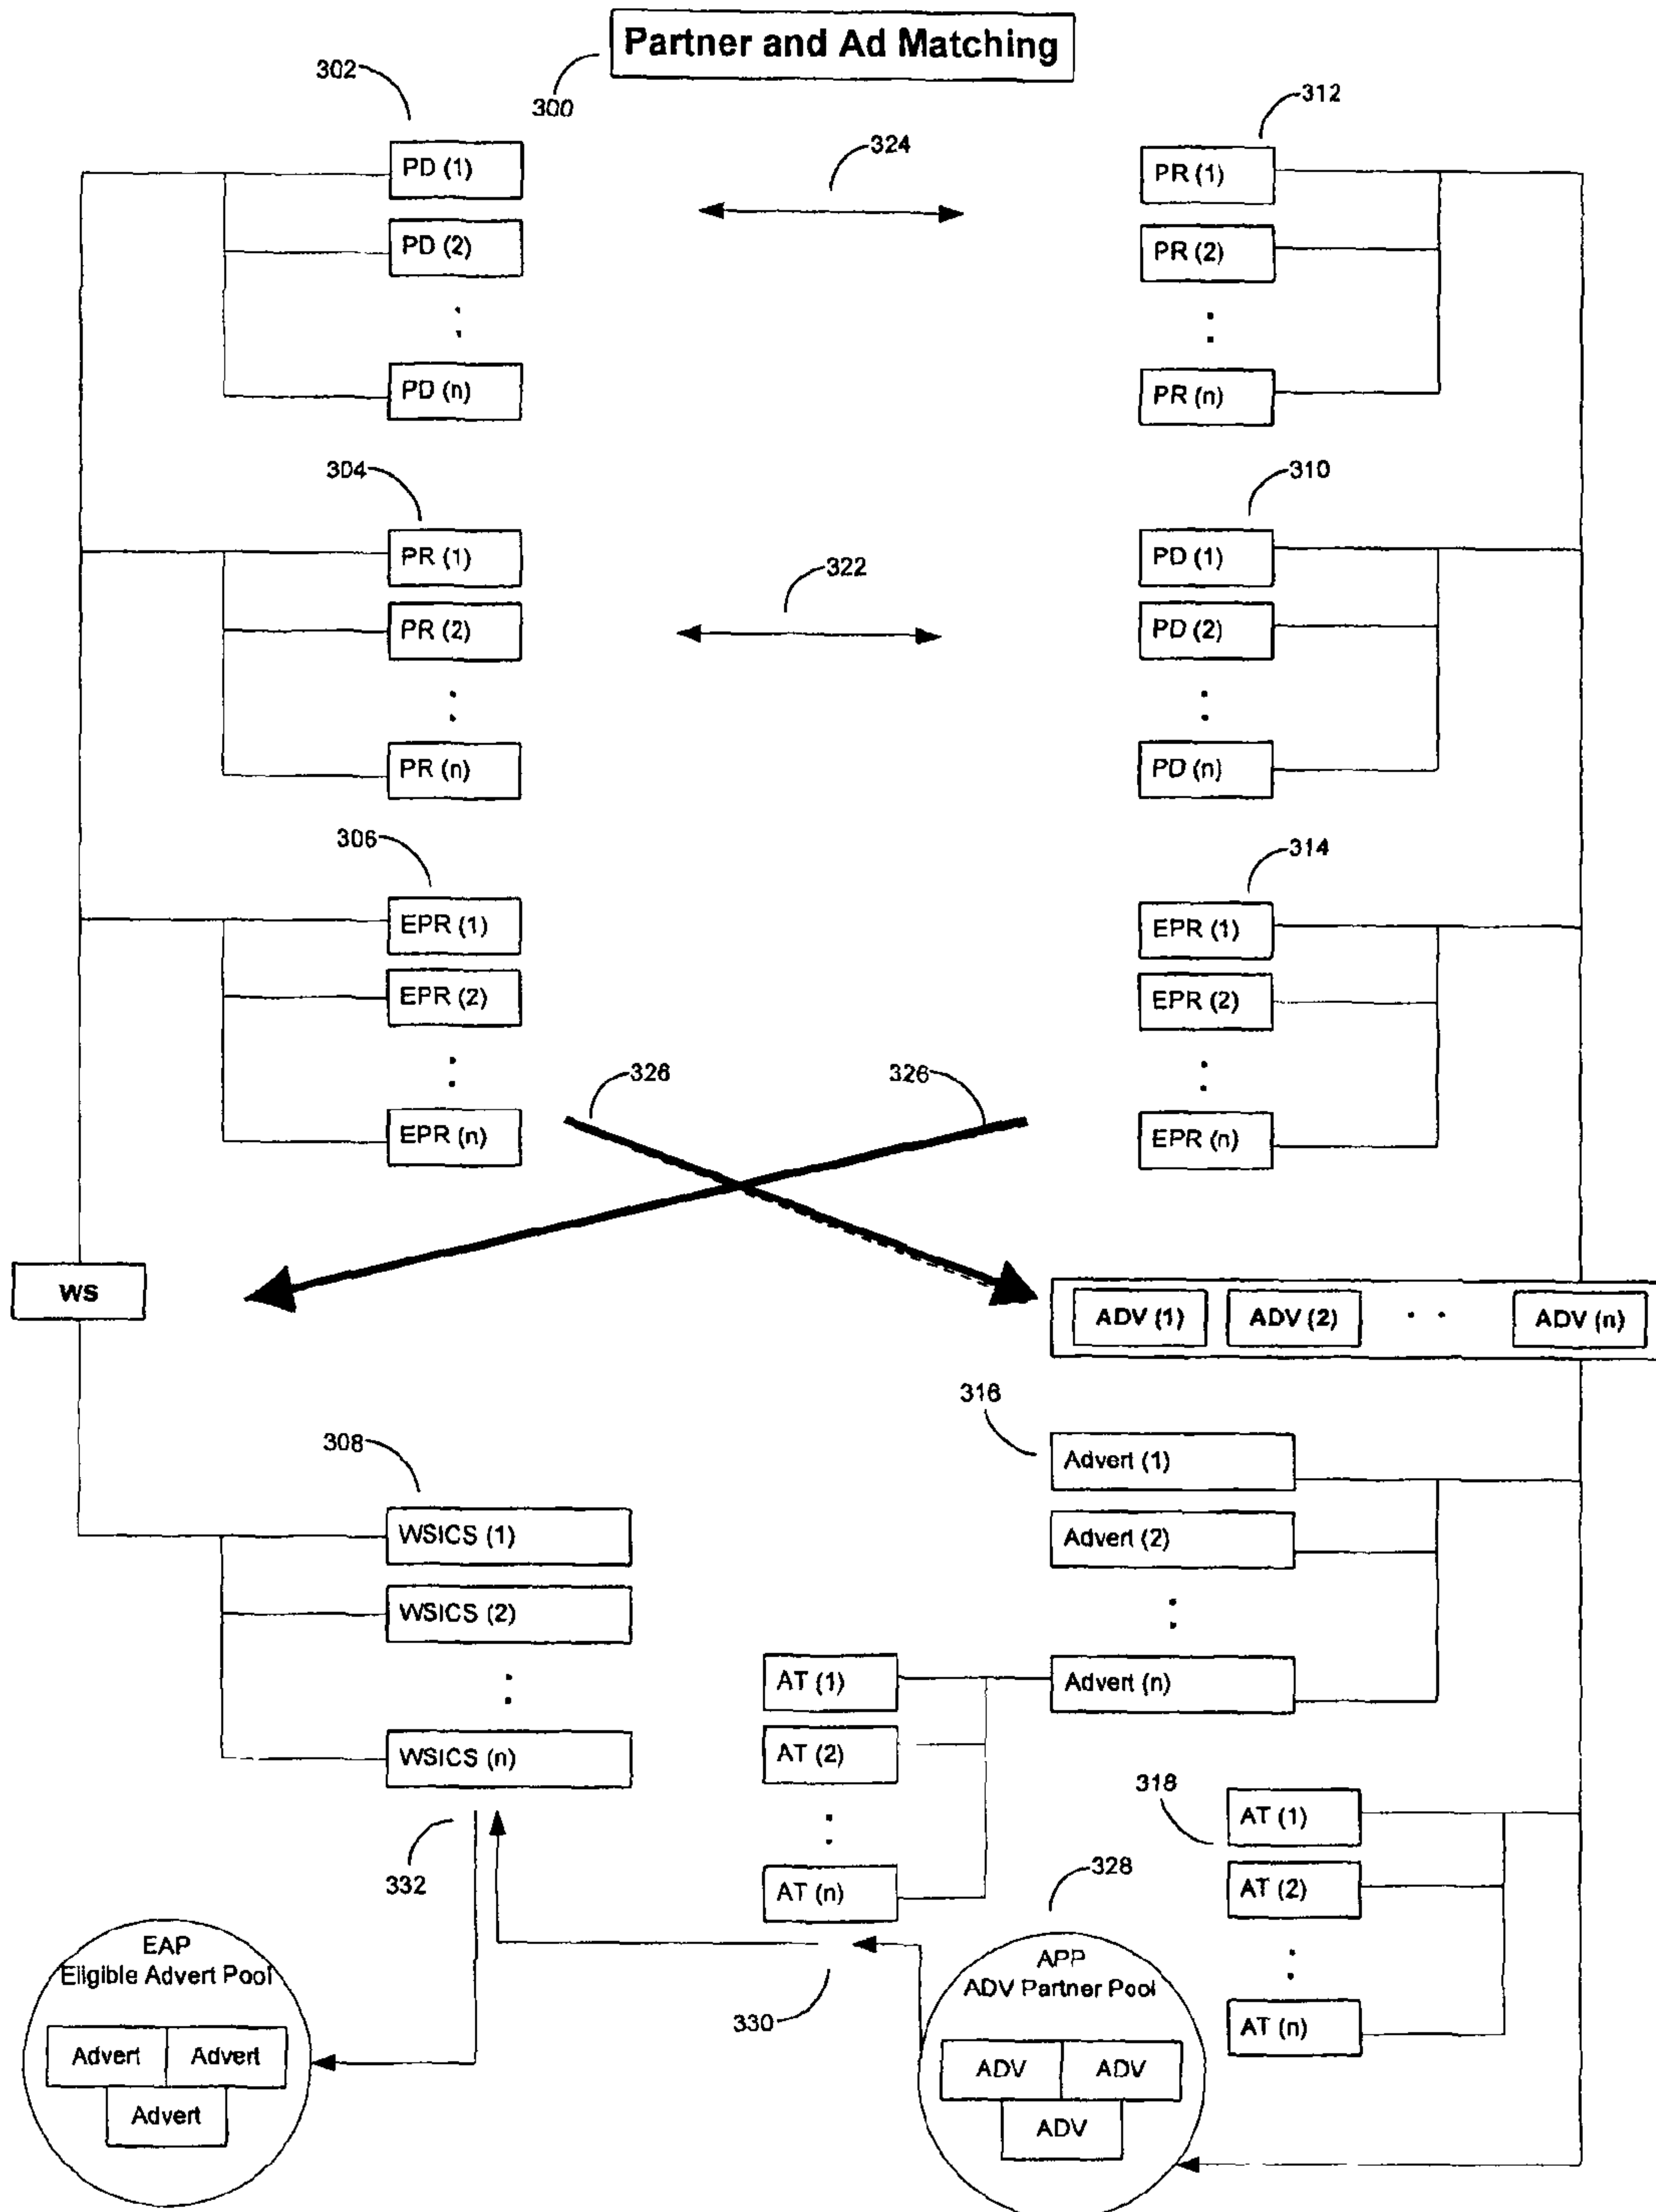 Partner and Ad Matching
300
302
PD (1)
PD (2)
:
PD (n)
324
312
PR (1)
PR (2)
:
PR (n)
304
PR (1)
PR (2)
:
PR (n)
322
310
PD (1)
PD (2)
:
PD (n)
306
EPR (1)
EPR (2)
:
EPR (n)
314
EPR (1)
EPR (2)
:
EPR (n)
326
326
WS
ADV (1) ADV (2) · · ADV (n)
308
WSICS (1)
WSICS (2)
:
WSICS (n)
316
Advert (1)
Advert (2)
:
Advert (n)
AT (1)
AT (2)
:
AT (n)
318
AT (1)
AT (2)
:
AT (n)
332
330
328
EAP
Eligible Advert Pool
Advert Advert
Advert
APP
ADV Partner Pool
ADV ADV
ADV